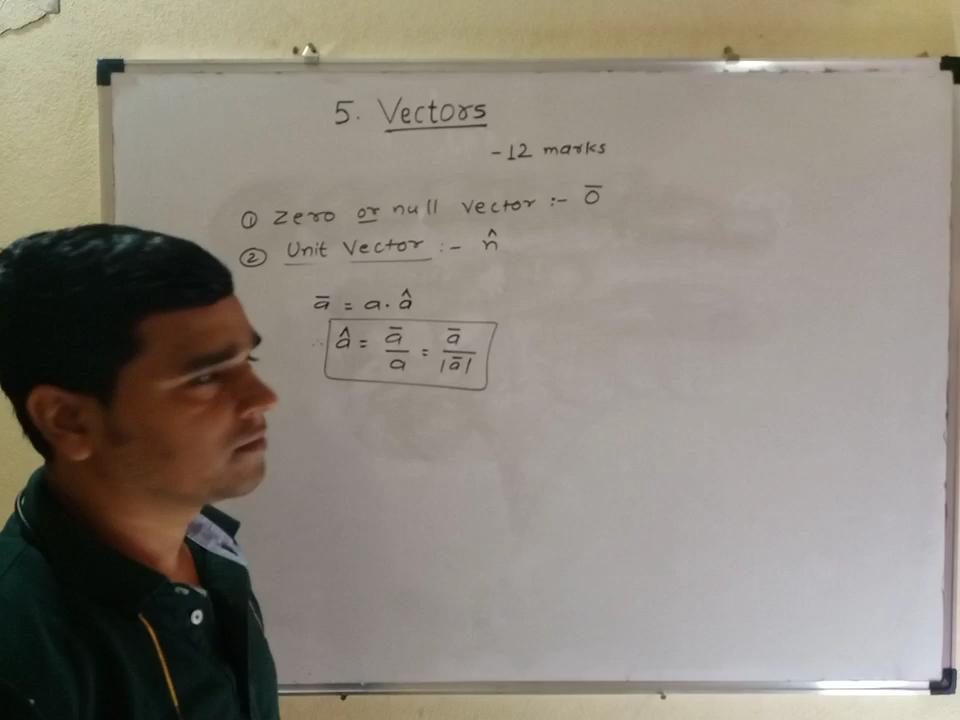 5. Vectors
- 12 marks
① Zero or null vector :- 0̅
② Unit Vector :- n̂
a̅ = a. â
∴ â = a̅/a = a̅/|a̅|